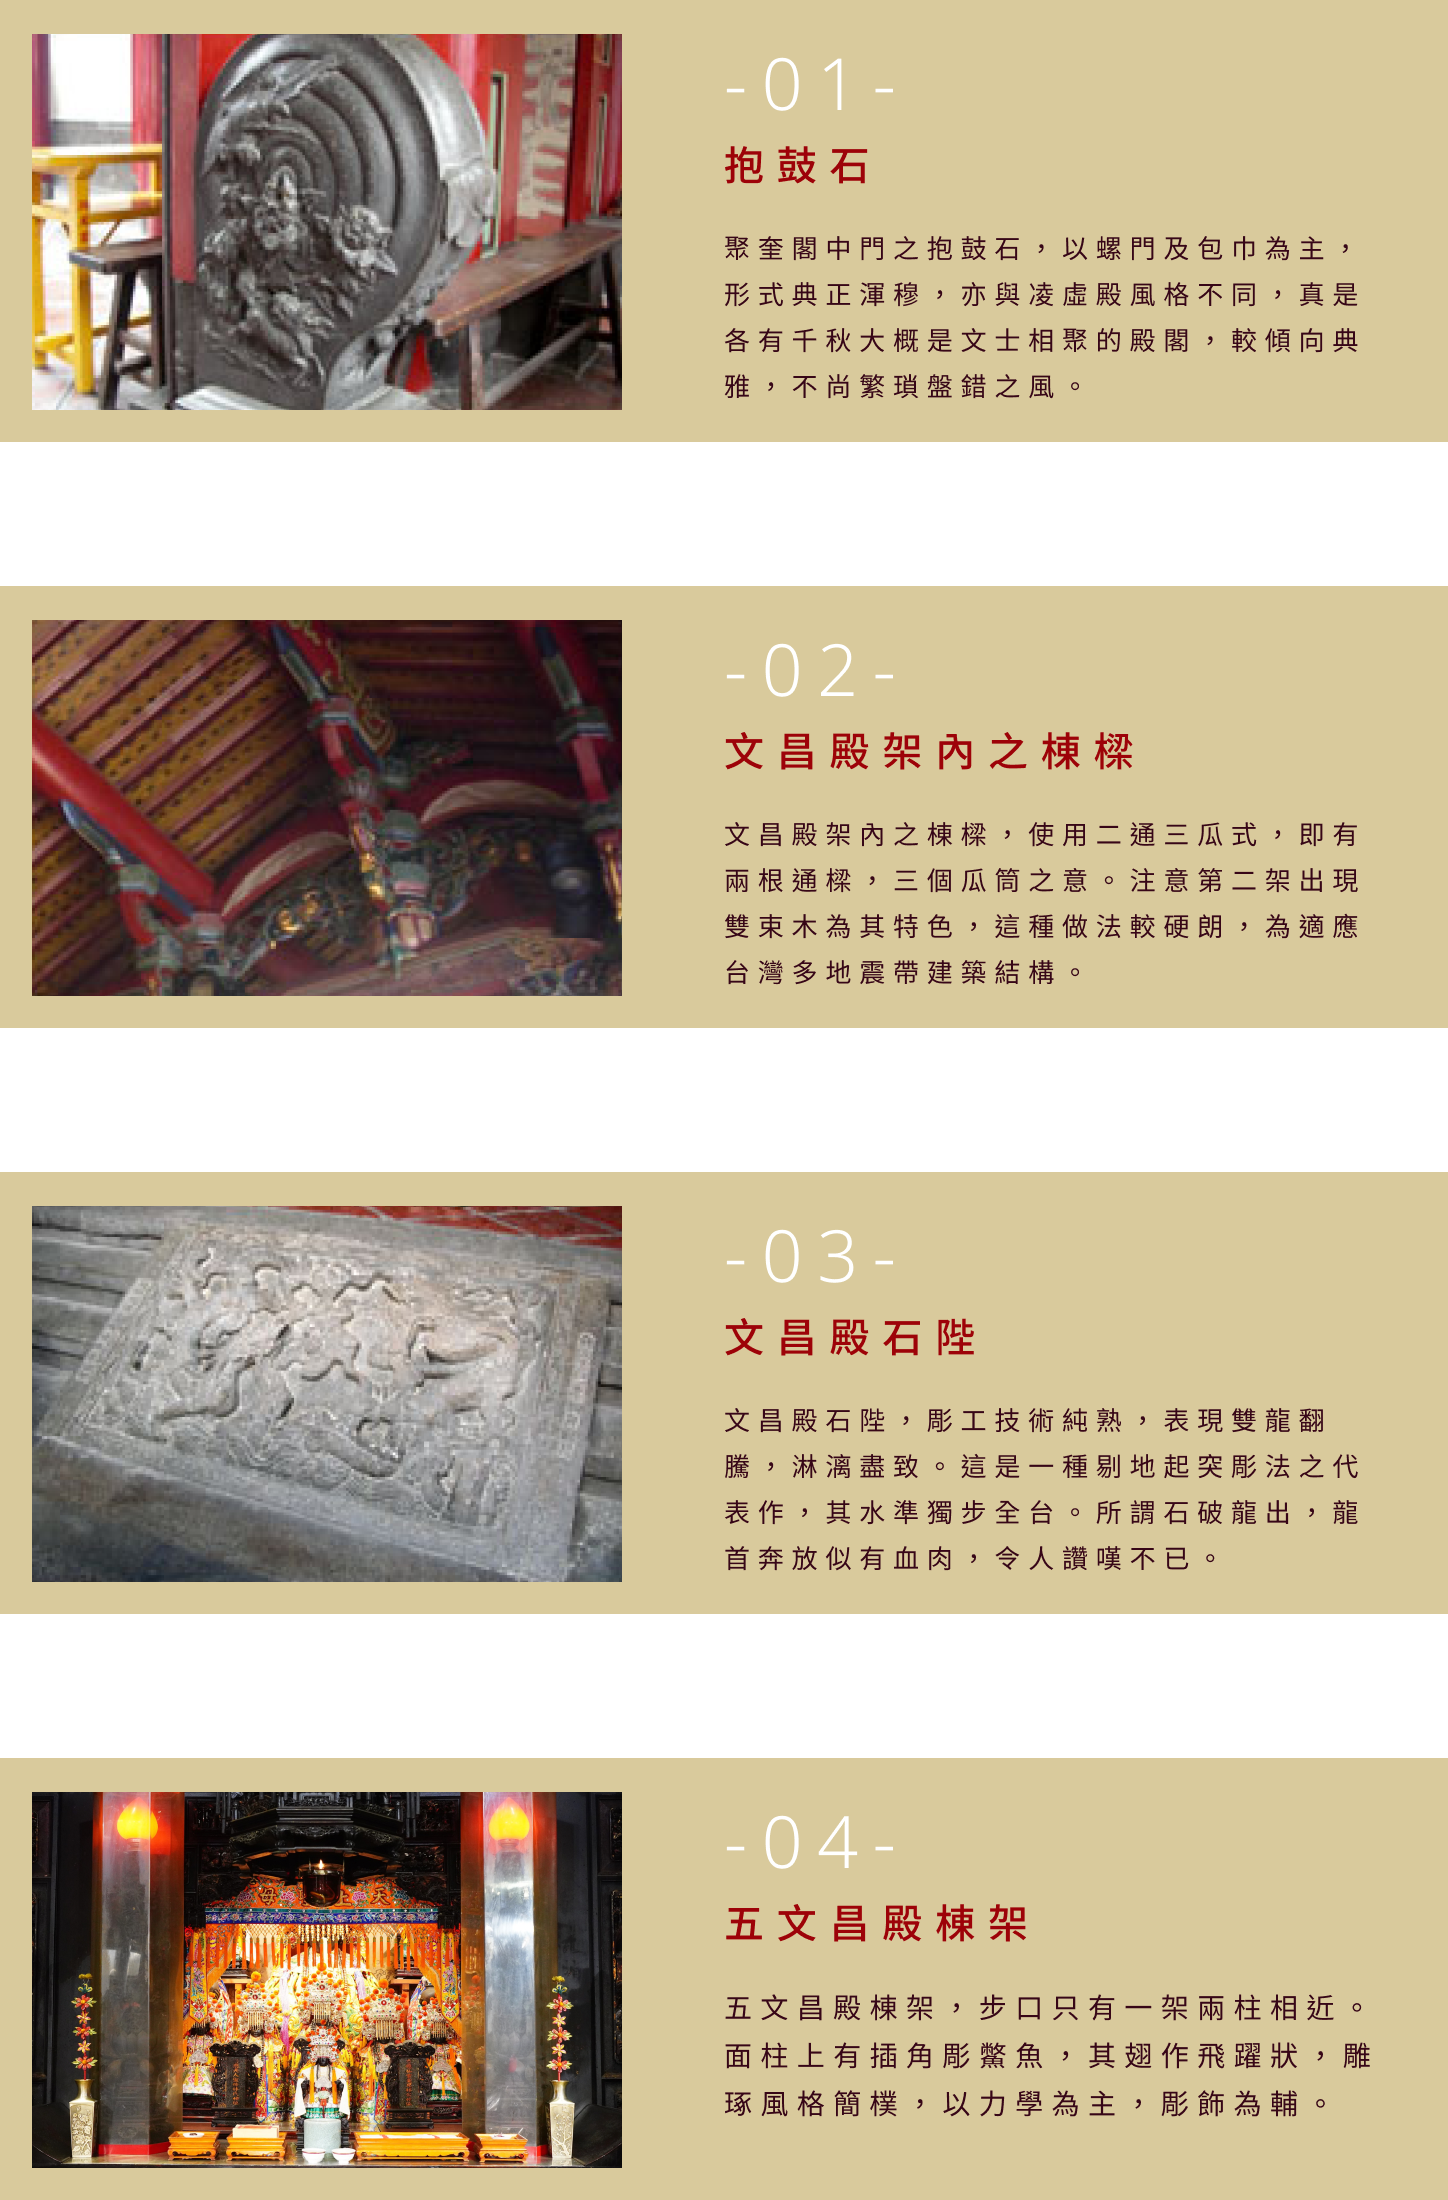 -01-
抱鼓石
聚奎閣中門之抱鼓石，以螺門及包巾為主，
形式典正渾穆，亦與凌虛殿風格不同，真是
各有千秋大概是文士相聚的殿閣，較傾向典
雅，不尚繁瑣盤錯之風。
-02-
文昌殿架內之棟樑
文昌殿架內之棟樑，使用二通三瓜式，即有
兩根通樑，三個瓜筒之意。注意第二架出現
雙束木為其特色，這種做法較硬朗，為適應
台灣多地震帶建築結構。
-03-
文昌殿石陛
文昌殿石陛，彫工技術純熟，表現雙龍翻
騰，淋漓盡致。這是一種剔地起突彫法之代
表作，其水準獨步全台。所謂石破龍出，龍
首奔放似有血肉，令人讚嘆不已。
-04-
五文昌殿棟架
五文昌殿棟架，步口只有一架兩柱相近。
面柱上有插角彫鱉魚，其翅作飛躍狀，雕
琢風格簡樸，以力學為主，彫飾為輔。